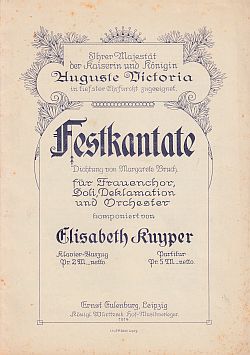 Ihrer Majestät
der Kaiserin und Königin
Auguste Victoria
in tiefster Ehrfurcht zugeeignet.
Festkantate
Dichtung von Margarete Bruch
für Frauenchor,
Soli, Deklamation
und Orchester
komponiert von
Elisabeth Kuyper
Klavier-Auszug Partitur
Pr. 2 M. netto. Pr. 5 M. netto.
Ernst Eulenburg, Leipzig
Königl. Württemb. Hof-Musikverleger.